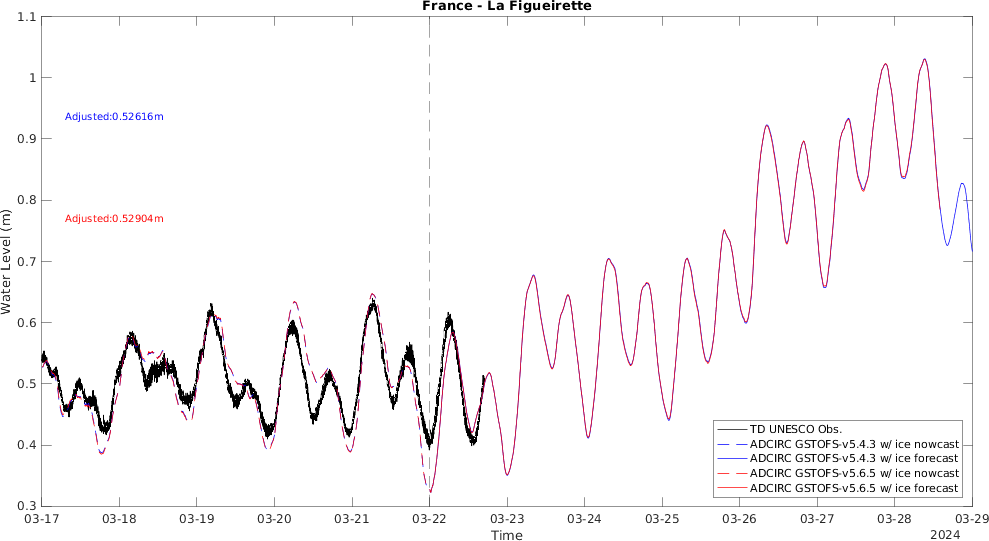 France - La Figueirette
1.1
1
0.9
0.8
0.7
0.6
0.5
0.4
0.3
Water Level (m)
Adjusted:0.52616m
Adjusted:0.52904m
TD UNESCO Obs.
ADCIRC GSTOFS-v5.4.3 w/ ice nowcast
ADCIRC GSTOFS-v5.4.3 w/ ice forecast
ADCIRC GSTOFS-v5.6.5 w/ ice nowcast
ADCIRC GSTOFS-v5.6.5 w/ ice forecast
03-17 03-18 03-19 03-20 03-21 03-22 03-23 03-24 03-25 03-26 03-27 03-28 03-29
Time
2024